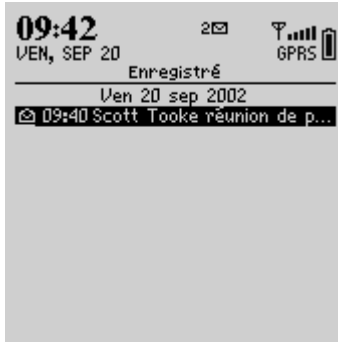 09:42 2
VEN, SEP 20 GPRS
Enregistré
Ven 20 sep 2002
09:40 Scott Tooke réunion de p...